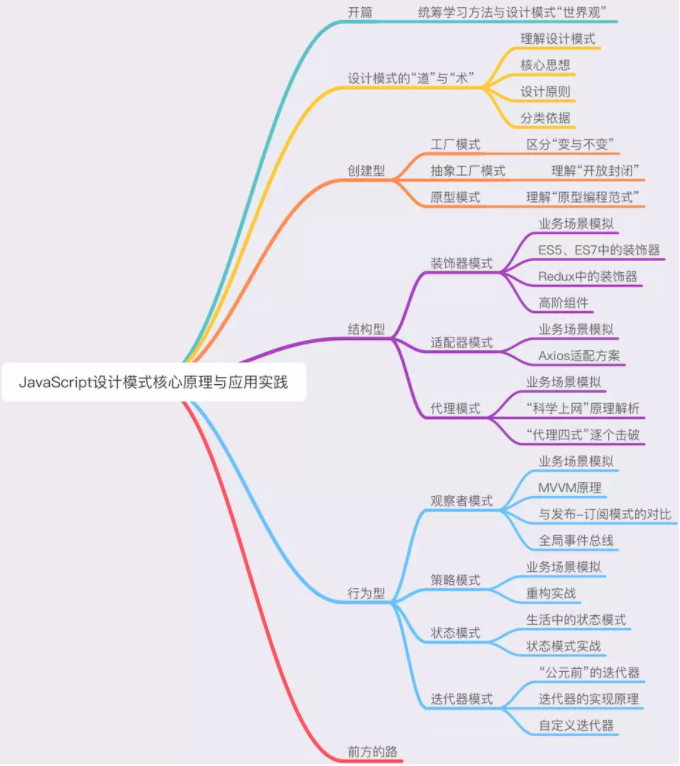 开篇
统筹学习方法与设计模式“世界观”
设计模式的“道”与“术”
理解设计模式
核心思想
设计原则
分类依据
创建型
工厂模式
区分“变与不变”
抽象工厂模式
理解“开放封闭”
原型模式
理解“原型编程范式”
结构型
装饰器模式
业务场景模拟
ES5、ES7中的装饰器
Redux中的装饰器
高阶组件
适配器模式
业务场景模拟
Axios适配方案
代理模式
业务场景模拟
“科学上网”原理解析
“代理四式”逐个击破
JavaScript设计模式核心原理与应用实践
行为型
观察者模式
业务场景模拟
MVVM原理
与发布-订阅模式的对比
全局事件总线
策略模式
业务场景模拟
重构实战
状态模式
生活中的状态模式
状态模式实战
迭代器模式
“公元前”的迭代器
迭代器的实现原理
自定义迭代器
前方的路